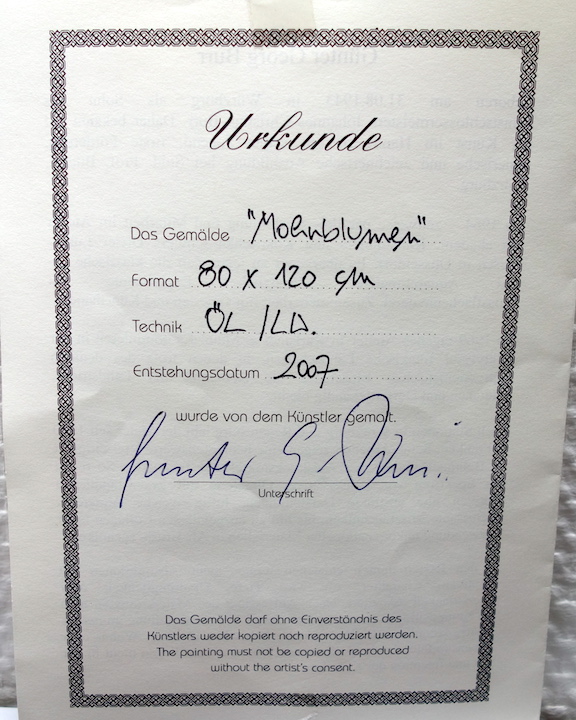 Urkunde
Das Gemälde "Mohnblumen"
Format 80 x 120 cm
Technik ÖL /LD.
Entstehungsdatum 2007
wurde von dem Künstler gemalt.
Gunter G.
Unterschrift
Das Gemälde darf ohne Einverständnis des
Künstlers weder kopiert noch reproduziert werden.
The painting must not be copied or reproduced
without the artist's consent.